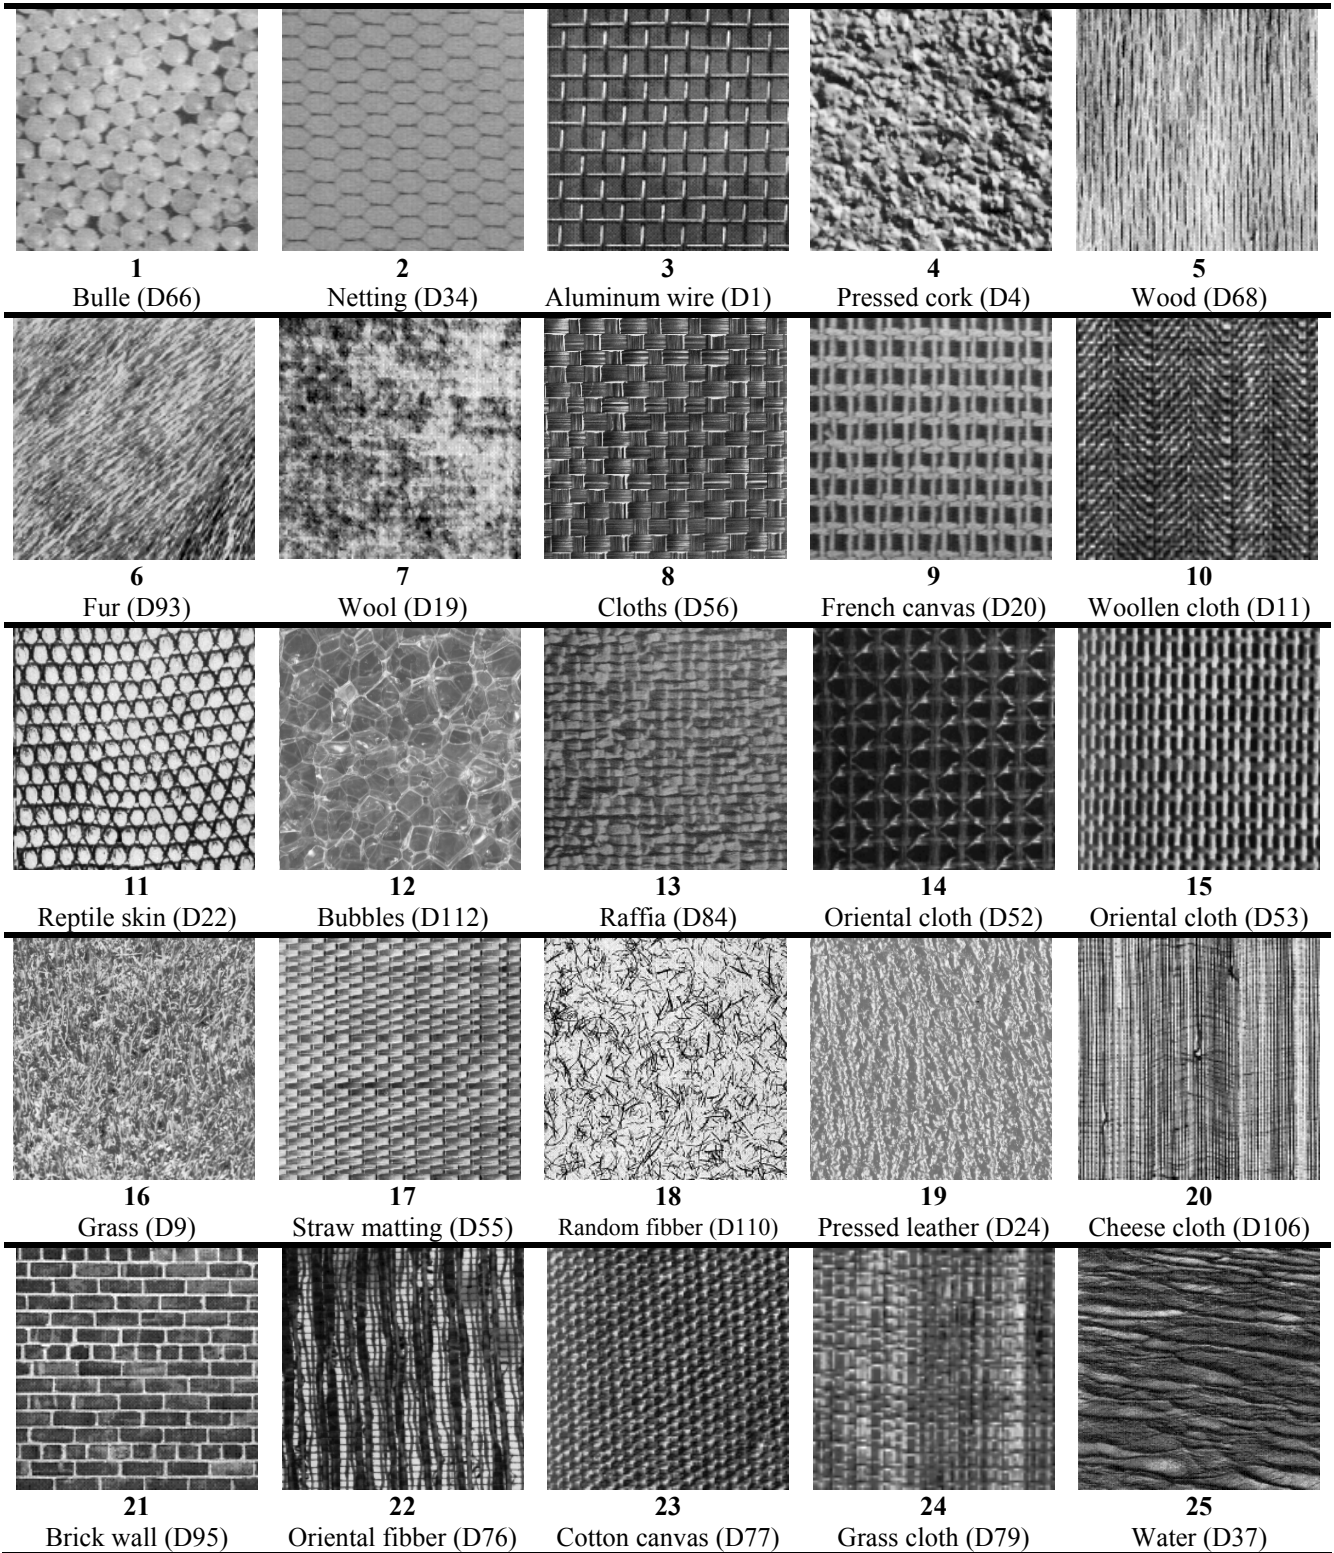 1 2 3 4 5
Bulle (D66) Netting (D34) Aluminum wire (D1) Pressed cork (D4) Wood (D68)
6 7 8 9 10
Fur (D93) Wool (D19) Cloths (D56) French canvas (D20) Woollen cloth (D11)
11 12 13 14 15
Reptile skin (D22) Bubbles (D112) Raffia (D84) Oriental cloth (D52) Oriental cloth (D53)
16 17 18 19 20
Grass (D9) Straw matting (D55) Random fibber (D110) Pressed leather (D24) Cheese cloth (D106)
21 22 23 24 25
Brick wall (D95) Oriental fibber (D76) Cotton canvas (D77) Grass cloth (D79) Water (D37)